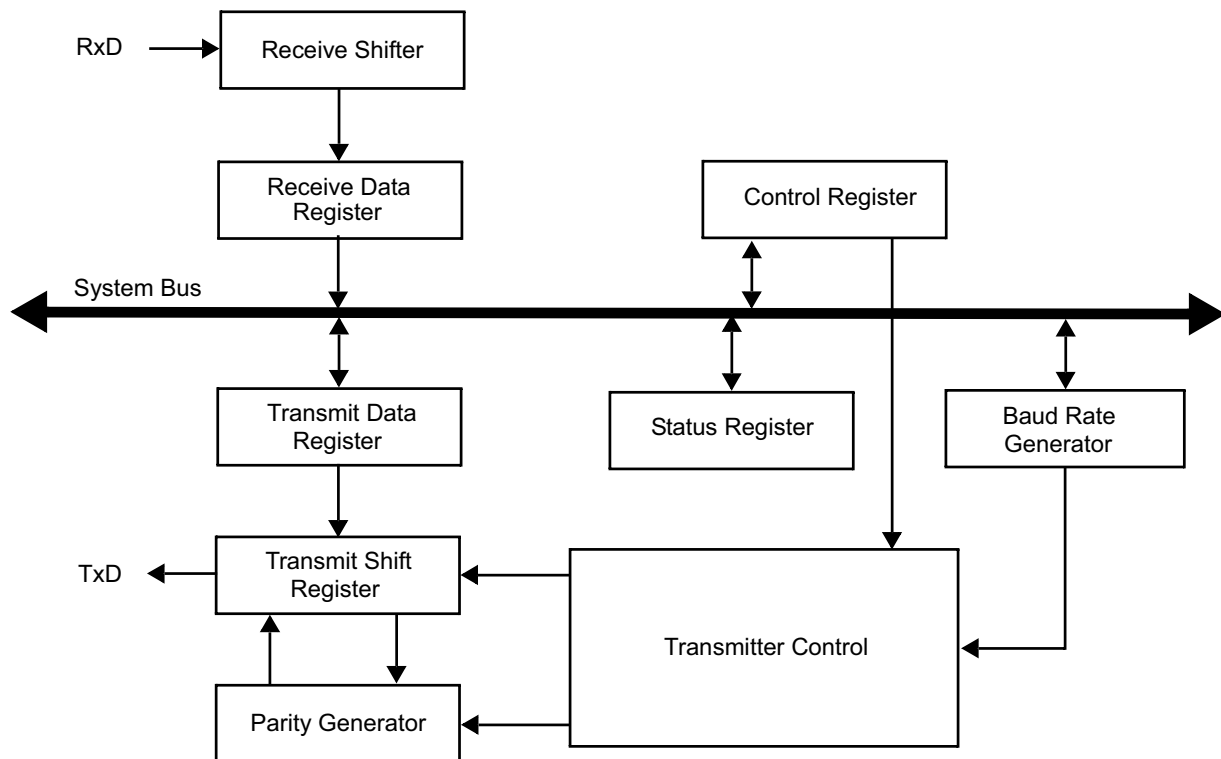 RxD
Receive Shifter
Receive Data
Register
Control Register
System Bus
Transmit Data
Register
Status Register
Baud Rate
Generator
TxD
Transmit Shift
Register
Transmitter Control
Parity Generator